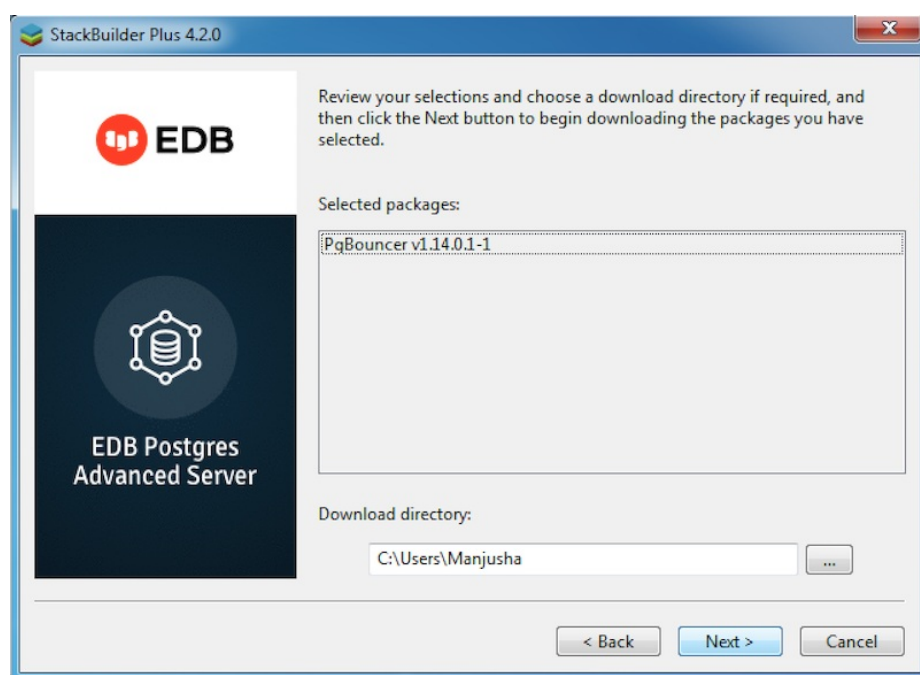 StackBuilder Plus 4.2.0
EDB
EDB Postgres
Advanced Server
Review your selections and choose a download directory if required, and
then click the Next button to begin downloading the packages you have
selected.
Selected packages:
PgBouncer v1.14.0.1-1
Download directory:
C:\Users\Manjusha
...
< Back
Next >
Cancel